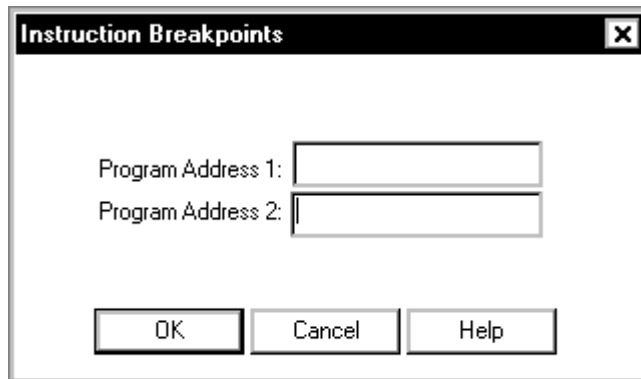 Instruction Breakpoints
Program Address 1:
Program Address 2:
OK Cancel Help